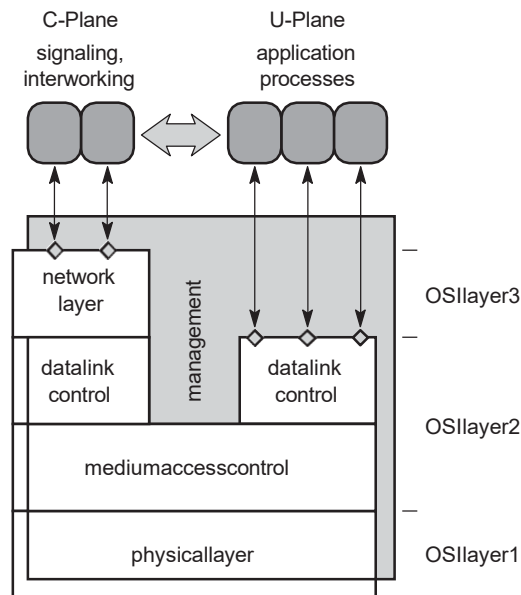 C-Plane
U-Plane
signaling,
interworking
application
processes
network
layer
management
OSIlayer3
datalink
control
datalink
control
OSIlayer2
mediumaccesscontrol
physicallayer
OSIlayer1